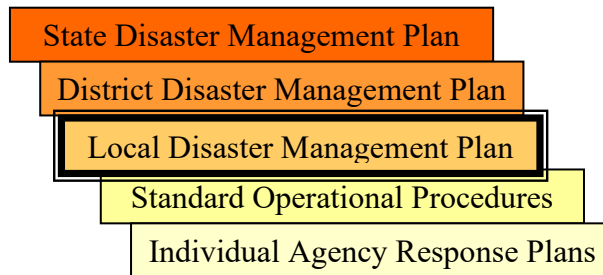 State Disaster Management Plan
District Disaster Management Plan
Local Disaster Management Plan
Standard Operational Procedures
Individual Agency Response Plans